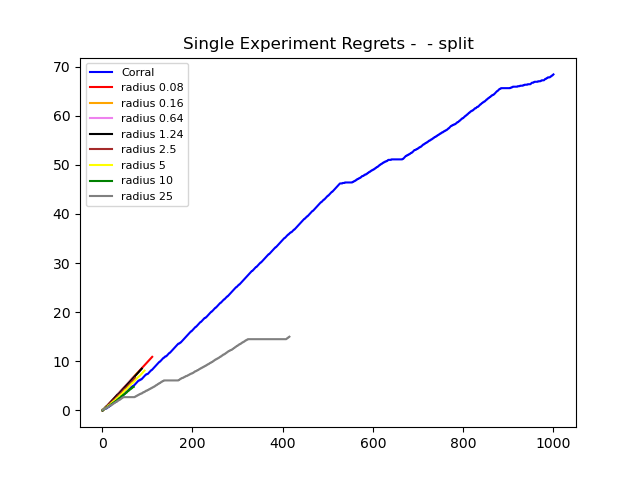 Single Experiment Regrets -  - split
70
60
50
40
30
20
10
0
Corral
radius 0.08
radius 0.16
radius 0.64
radius 1.24
radius 2.5
radius 5
radius 10
radius 25
0 200 400 600 800 1000